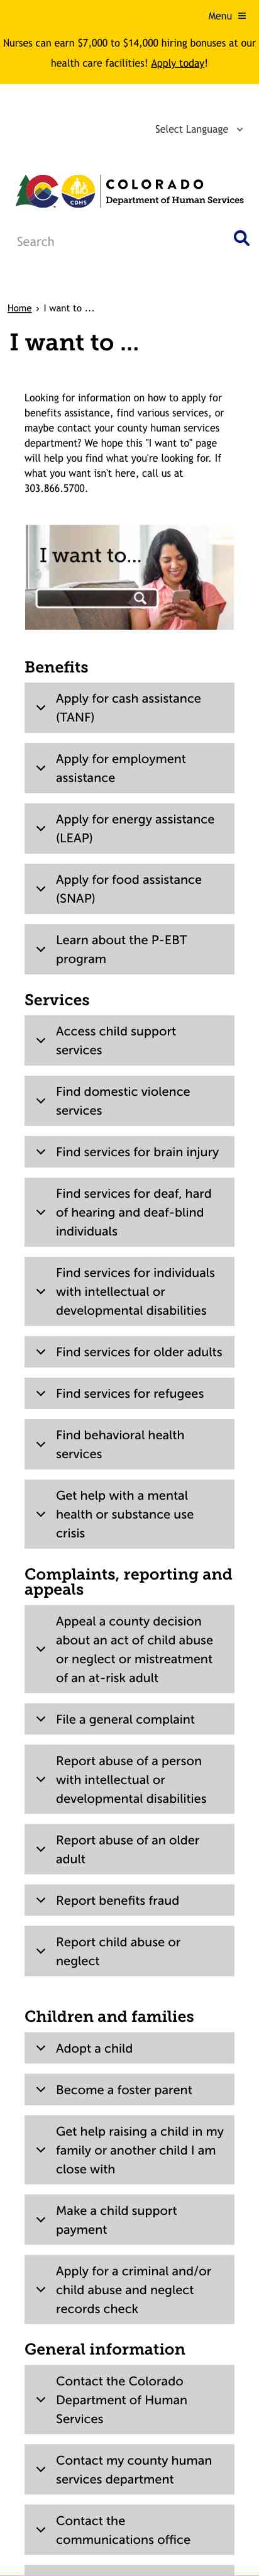 Menu
Nurses can earn $7,000 to $14,000 hiring bonuses at our
health care facilities! Apply today!
Select Language
CDHS
COLORADO
Department of Human Services
Search
Home › I want to ...
I want to ...
Looking for information on how to apply for
benefits assistance, find various services, or
maybe contact your county human services
department? We hope this "I want to" page
will help you find what you're looking for. If
what you want isn't here, call us at
303.866.5700.
I want to...
Benefits
Apply for cash assistance
(TANF)
Apply for employment
assistance
Apply for energy assistance
(LEAP)
Apply for food assistance
(SNAP)
Learn about the P-EBT
program
Services
Access child support
services
Find domestic violence
services
Find services for brain injury
Find services for deaf, hard
of hearing and deaf-blind
individuals
Find services for individuals
with intellectual or
developmental disabilities
Find services for older adults
Find services for refugees
Find behavioral health
services
Get help with a mental
health or substance use
crisis
Complaints, reporting and
appeals
Appeal a county decision
about an act of child abuse
or neglect or mistreatment
of an at-risk adult
File a general complaint
Report abuse of a person
with intellectual or
developmental disabilities
Report abuse of an older
adult
Report benefits fraud
Report child abuse or
neglect
Children and families
Adopt a child
Become a foster parent
Get help raising a child in my
family or another child I am
close with
Make a child support
payment
Apply for a criminal and/or
child abuse and neglect
records check
General information
Contact the Colorado
Department of Human
Services
Contact my county human
services department
Contact the
communications office